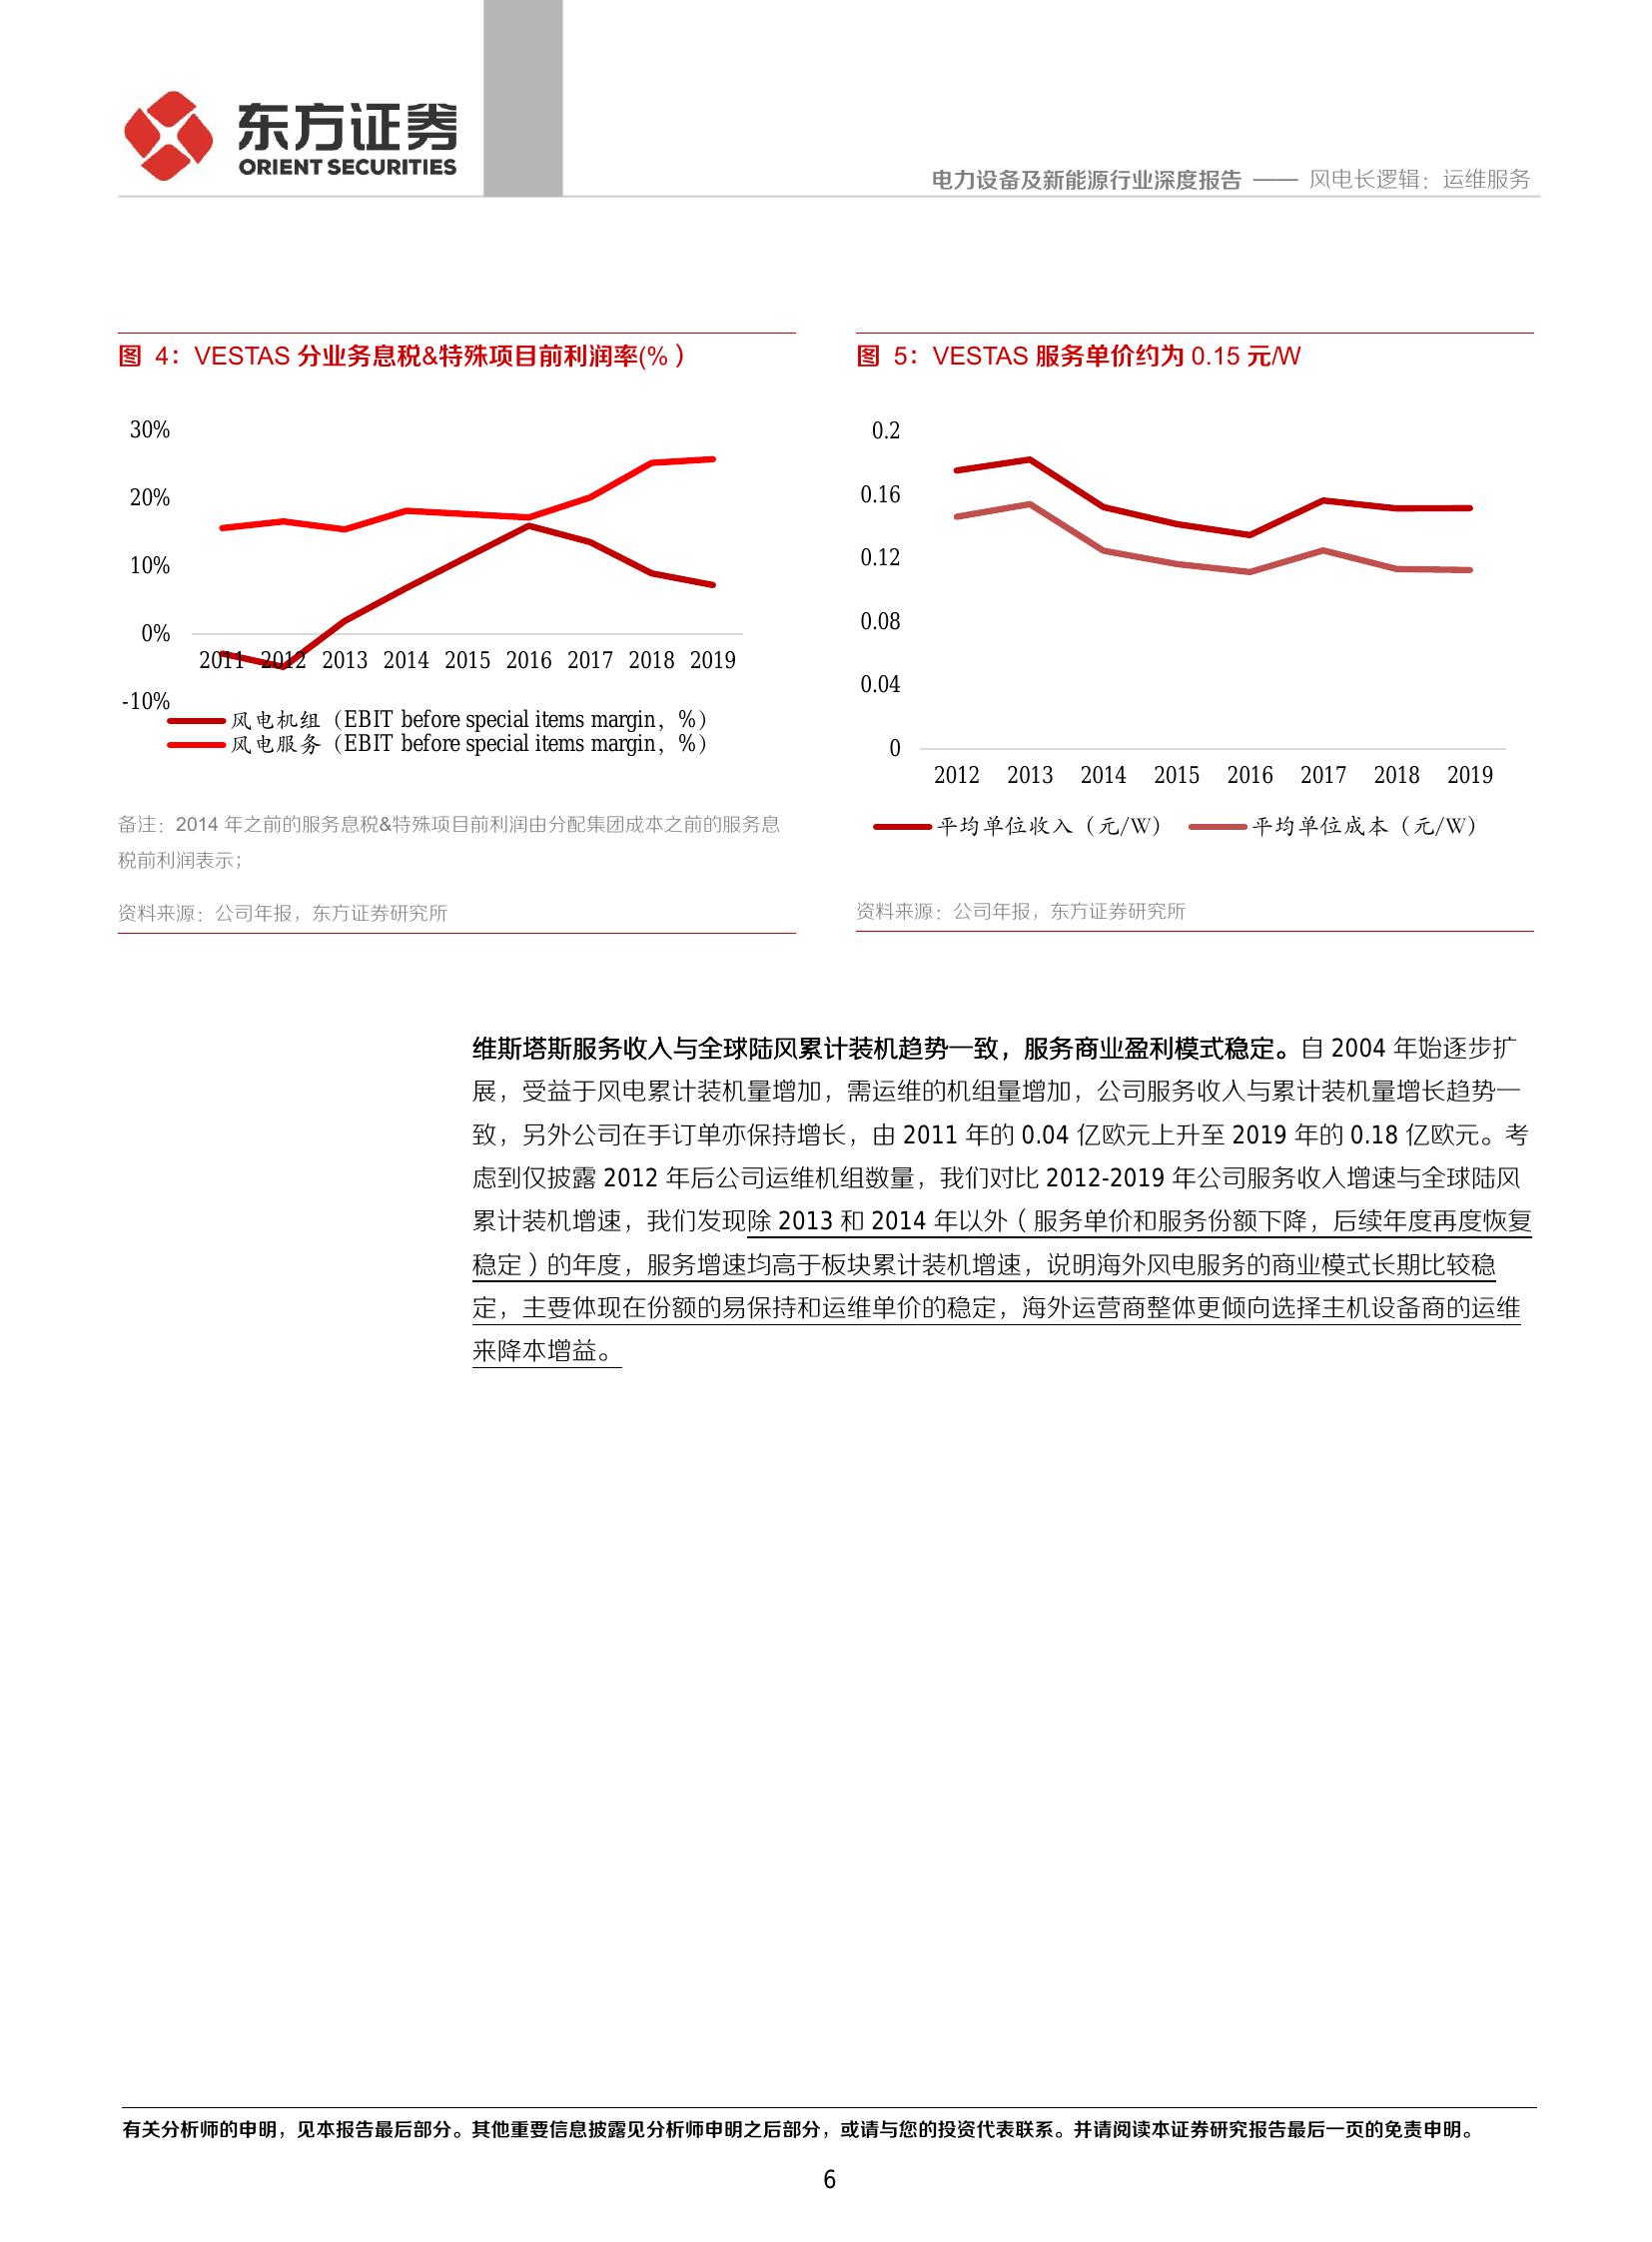 东方证券
ORIENT SECURITIES
电力设备及新能源行业深度报告 —— 风电长逻辑：运维服务
图 4：VESTAS 分业务息税&特殊项目前利润率(%）
30%
20%
10%
0%
-10%
2011 2012 2013 2014 2015 2016 2017 2018 2019
风电机组（EBIT before special items margin，%）
风电服务（EBIT before special items margin，%）
备注：2014 年之前的服务息税&特殊项目前利润由分配集团成本之前的服务息
税前利润表示；
资料来源：公司年报，东方证券研究所
图 5：VESTAS 服务单价约为 0.15 元/W
0.2
0.16
0.12
0.08
0.04
0
2012 2013 2014 2015 2016 2017 2018 2019
平均单位收入（元/W） 平均单位成本（元/W）
资料来源：公司年报，东方证券研究所
维斯塔斯服务收入与全球陆风累计装机趋势一致，服务商业盈利模式稳定。自 2004 年始逐步扩
展，受益于风电累计装机量增加，需运维的机组量增加，公司服务收入与累计装机量增长趋势一
致，另外公司在手订单亦保持增长，由 2011 年的 0.04 亿欧元上升至 2019 年的 0.18 亿欧元。考
虑到仅披露 2012 年后公司运维机组数量，我们对比 2012-2019 年公司服务收入增速与全球陆风
累计装机增速，我们发现除 2013 和 2014 年以外（服务单价和服务份额下降，后续年度再度恢复
稳定）的年度，服务增速均高于板块累计装机增速，说明海外风电服务的商业模式长期比较稳
定，主要体现在份额的易保持和运维单价的稳定，海外运营商整体更倾向选择主机设备商的运维
来降本增益。
有关分析师的申明，见本报告最后部分。其他重要信息披露见分析师申明之后部分，或请与您的投资代表联系。并请阅读本证券研究报告最后一页的免责申明。
6